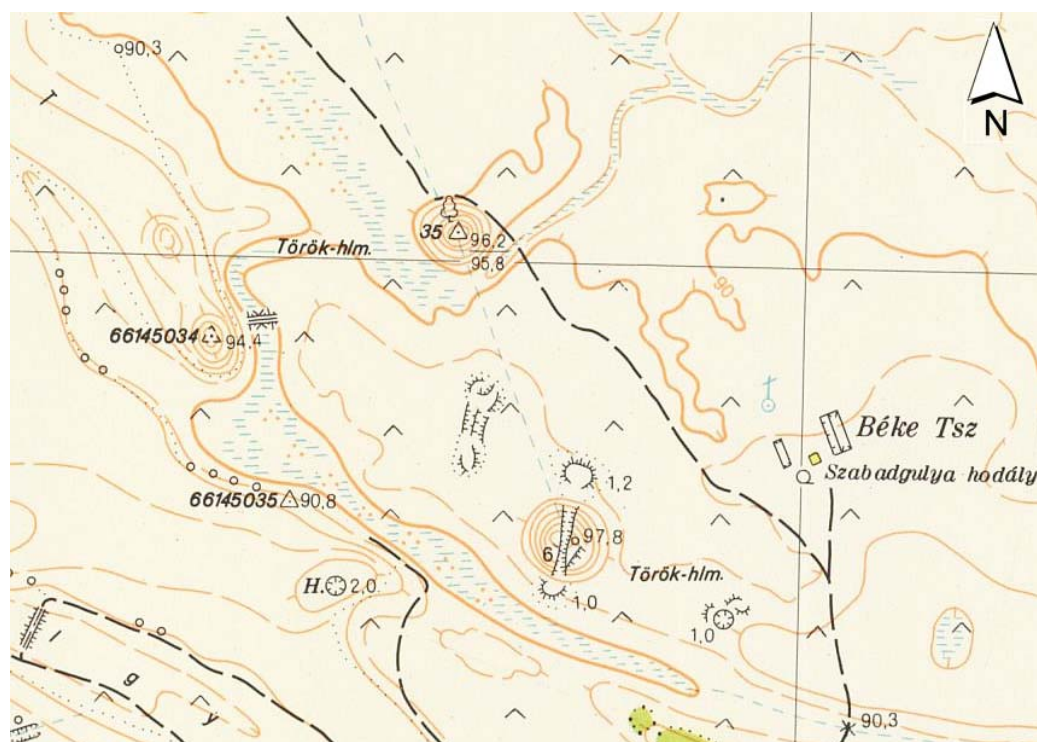 90,3
N
T
35
96,2
95,8
Török-hlm.
90
66145034
94,4
Béke Tsz
Szabadgulya hodály
66145035
90,8
1,2
97,8
6
Török-hlm.
H.
2,0
1,0
1,0
l
g
y
90,3